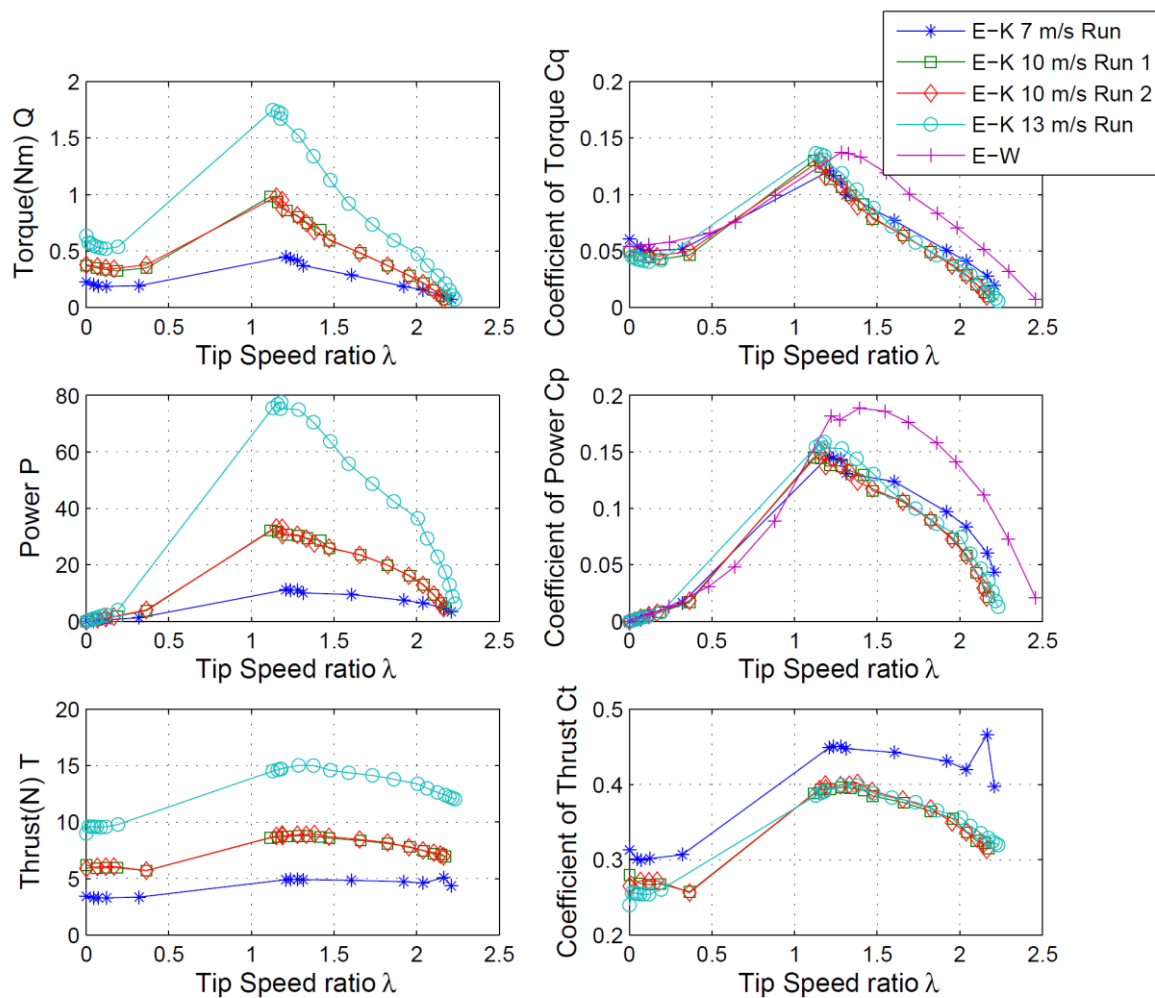 E−K 7 m/s Run
E−K 10 m/s Run 1
E−K 10 m/s Run 2
E−K 13 m/s Run
E−W
Torque(Nm) Q
2
1.5
1
0.5
0
0 0.5 1 1.5 2 2.5
Tip Speed ratio λ
Coefficient of Torque Cq
0.2
0.15
0.1
0.05
0
0 0.5 1 1.5 2 2.5
Tip Speed ratio λ
Power P
80
60
40
20
0
0 0.5 1 1.5 2 2.5
Tip Speed ratio λ
Coefficient of Power Cp
0.2
0.15
0.1
0.05
0
0 0.5 1 1.5 2 2.5
Tip Speed ratio λ
Thrust(N) T
20
15
10
5
0
0 0.5 1 1.5 2 2.5
Tip Speed ratio λ
Coefficient of Thrust Ct
0.5
0.4
0.3
0.2
0 0.5 1 1.5 2 2.5
Tip Speed ratio λ